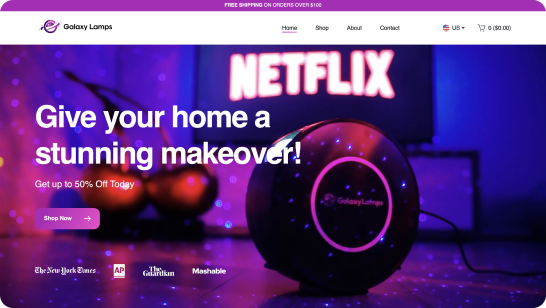 FREE SHIPPING ON ORDERS OVER $100
Galaxy Lamps
Home Shop About Contact
US
0 ($0.00)
NETFLIX
Give your home a
stunning makeover!
Get up to 50% Off Today
GalaxyLamps
Shop Now
The New York Times AP The Guardian Mashable